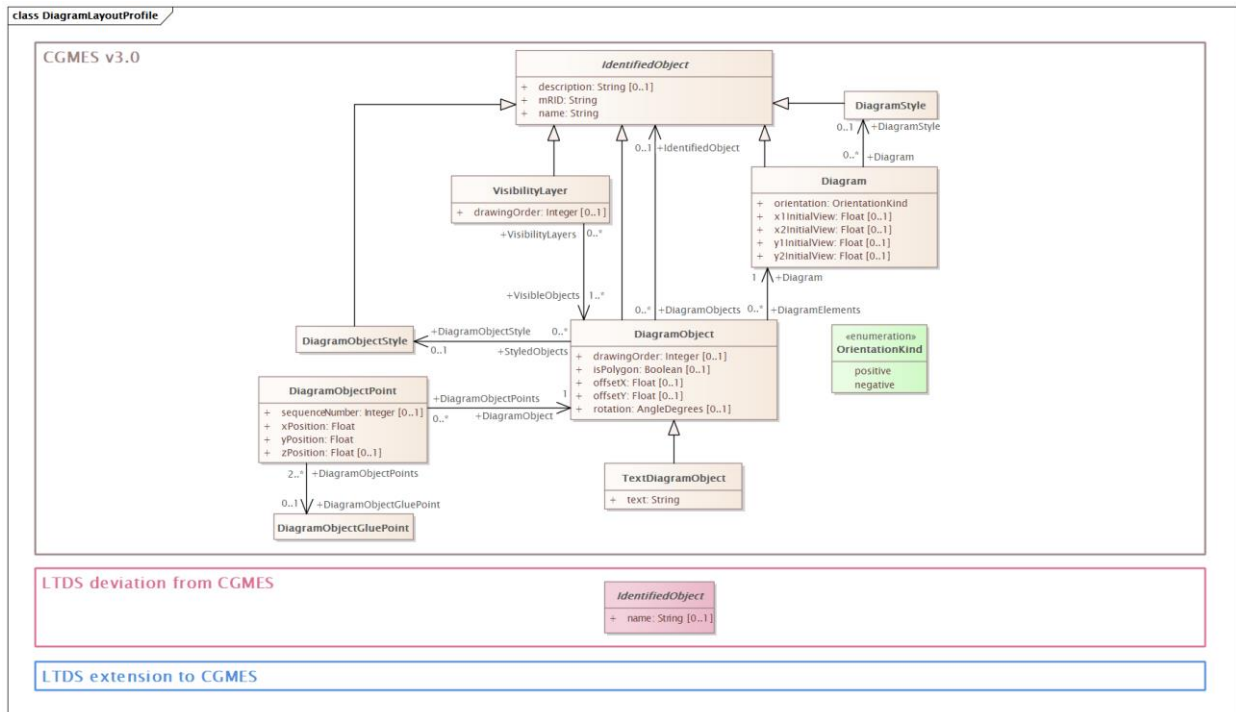 class DiagramLayoutProfile
CGMES v3.0
IdentifiedObject
+ description: String [0..1]
+ mRID: String
+ name: String
DiagramStyle
0..1 +DiagramStyle
0..* +Diagram
0..1 +IdentifiedObject
VisibilityLayer
+ drawingOrder: Integer [0..1]
+VisibilityLayers 0..*
Diagram
+ orientation: OrientationKind
+ x1InitialView: Float [0..1]
+ x2InitialView: Float [0..1]
+ y1InitialView: Float [0..1]
+ y2InitialView: Float [0..1]
1 +Diagram
+VisibleObjects 1..*
0..* +DiagramObjects
0..* +DiagramElements
DiagramObjectStyle
+DiagramObjectStyle 0..*
0..1 +StyledObjects
DiagramObject
+ drawingOrder: Integer [0..1]
+ isPolygon: Boolean [0..1]
+ offsetX: Float [0..1]
+ offsetY: Float [0..1]
+ rotation: AngleDegrees [0..1]
«enumeration»
OrientationKind
positive
negative
DiagramObjectPoint
+ sequenceNumber: Integer [0..1]
+ xPosition: Float
+ yPosition: Float
+ zPosition: Float [0..1]
+DiagramObjectPoints 1
0..* +DiagramObject
2..* +DiagramObjectPoints
0..1 +DiagramObjectGluePoint
DiagramObjectGluePoint
TextDiagramObject
+ text: String
LTDS deviation from CGMES
IdentifiedObject
+ name: String [0..1]
LTDS extension to CGMES